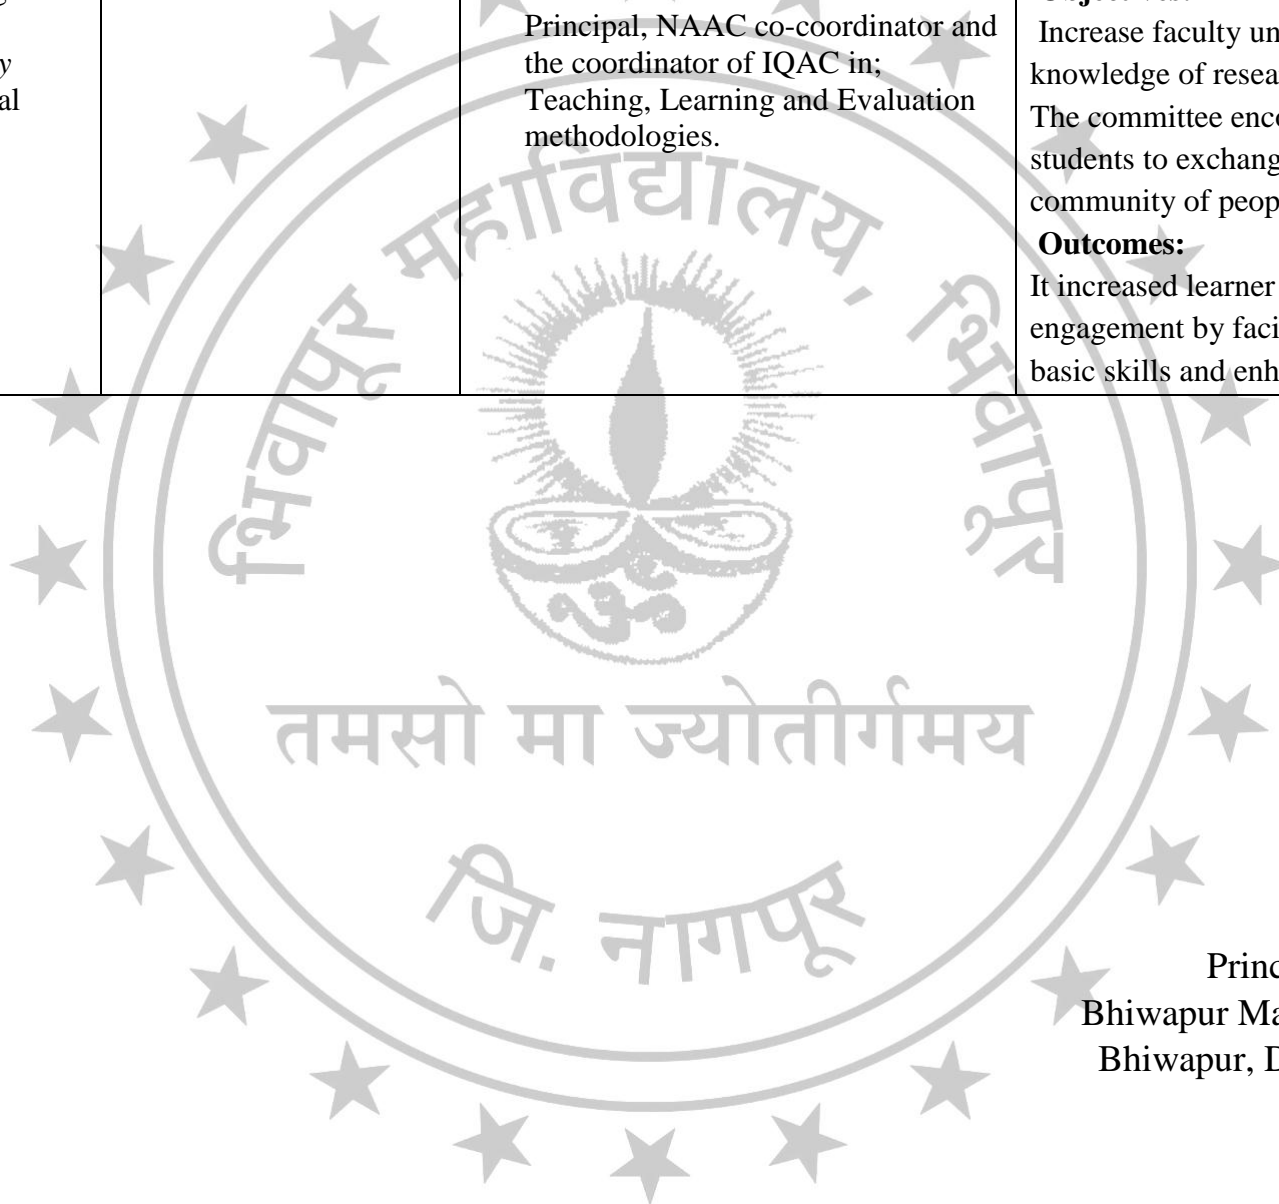 y
al
Principal, NAAC co-coordinator and
the coordinator of IQAC in;
Teaching, Learning and Evaluation
methodologies.
Increase faculty un
knowledge of resea
The committee enco
students to exchang
community of peop
Outcomes:
It increased learner
engagement by faci
basic skills and enh
भिवापूर महाविद्यालय, भिवापूर
तमसो मा ज्योतीर्गमय
जि. नागपूर
Princ
Bhiwapur Ma
Bhiwapur, D